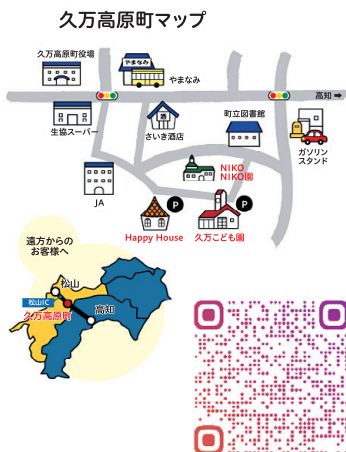 久万高原町マップ
久万高原町役場
やまなみ
やまなみ
高知
生協スーパー
酒
さいき酒店
町立図書館
ガソリン
スタンド
JA
NIKO
NIKO園
P
P
Happy House
久万こども園
遠方からの
お客様へ
松山
松山IC
久万高原町
高知